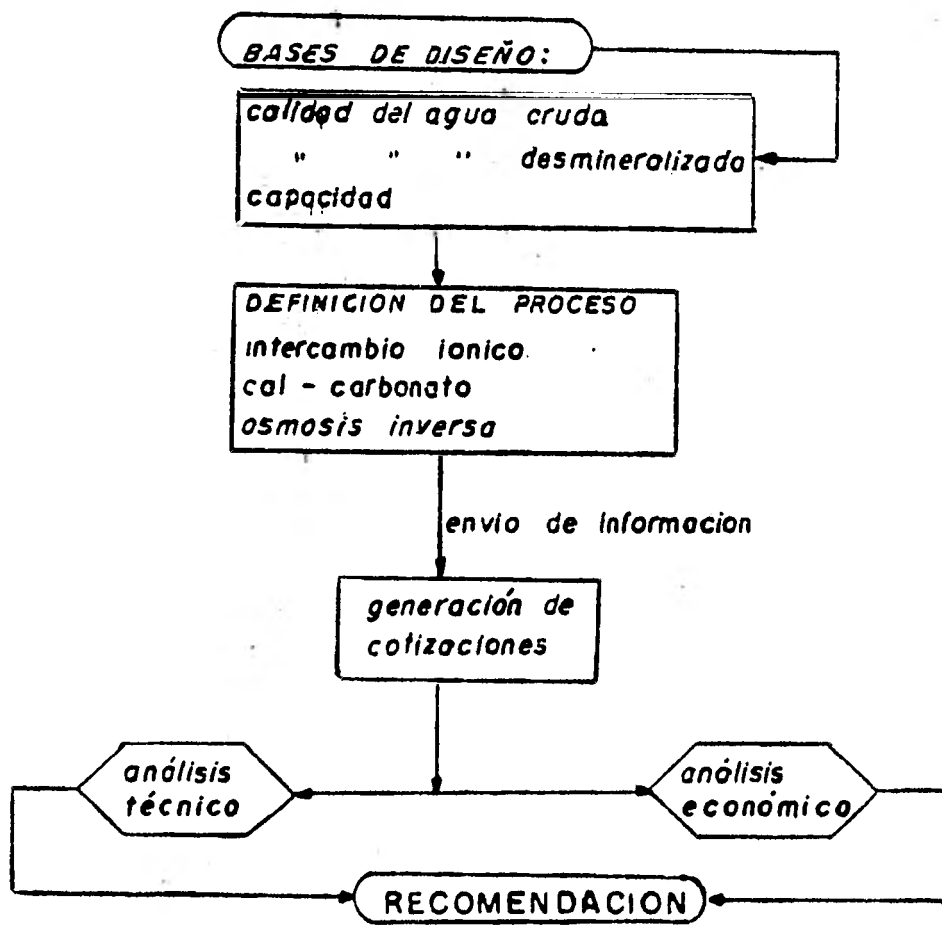 BASES DE DISEÑO:
calidad del agua cruda
" " " desmineralizada
capacidad
DEFINICION DEL PROCESO
intercambio ionico.
cal - carbonato
osmosis inversa
envio de informacion
generación de
cotizaciones
análisis
técnico
análisis
económico
RECOMENDACION